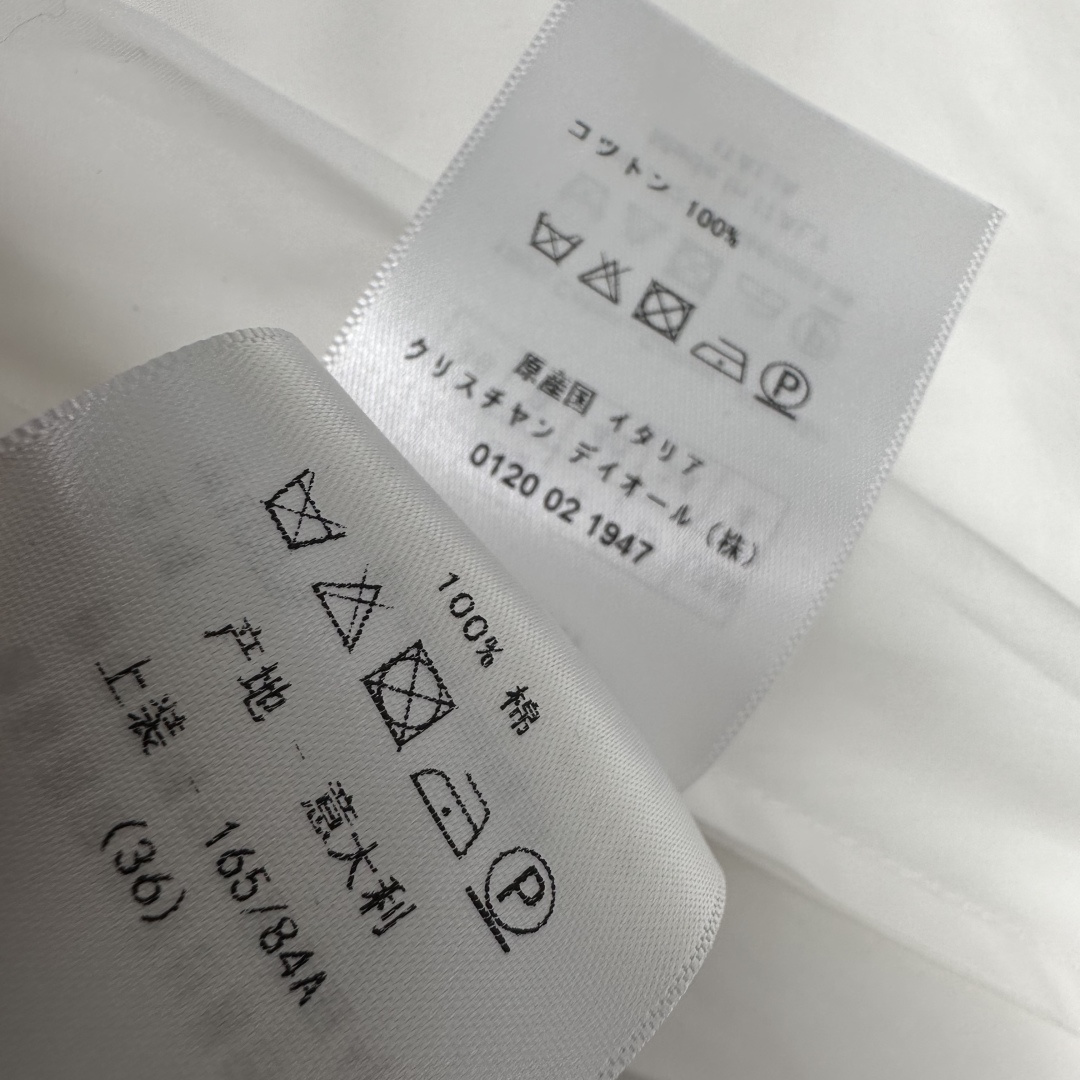 コットン 100%
P
原産国 イタリア
クリスチャン ディオール（株）
0120 02 1947
100% 棉
P
产地 - 意大利
上装 - 165/84A
(36)